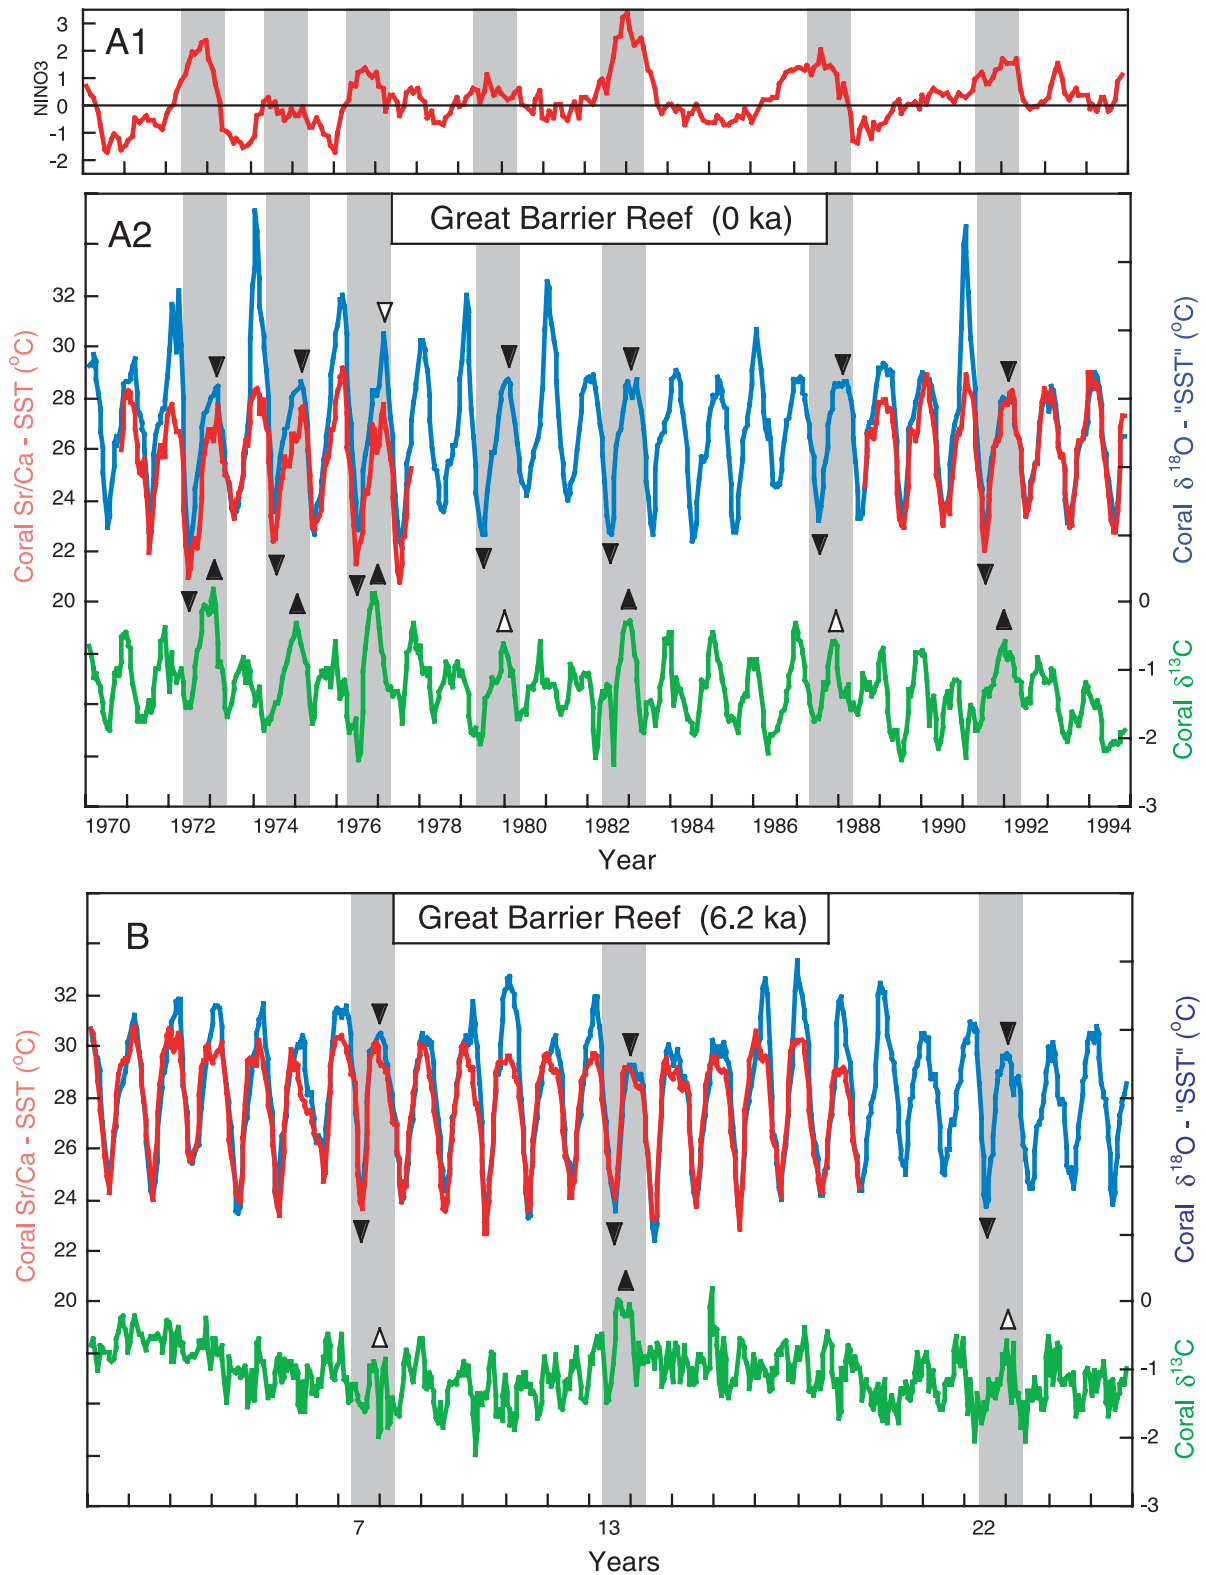 A1
NINO3
3
2
1
0
-1
-2
A2
Great Barrier Reef (0 ka)
Coral Sr/Ca - SST (°C)
32
30
28
26
24
22
20
Coral δ ¹⁸O - "SST" (°C)
Coral δ¹³C
0
-1
-2
-3
1970 1972 1974 1976 1978 1980 1982 1984 1986 1988 1990 1992 1994
Year
B
Great Barrier Reef (6.2 ka)
Coral Sr/Ca - SST (°C)
32
30
28
26
24
22
20
Coral δ ¹⁸O - "SST" (°C)
Coral δ¹³C
0
-1
-2
-3
7 13 22
Years